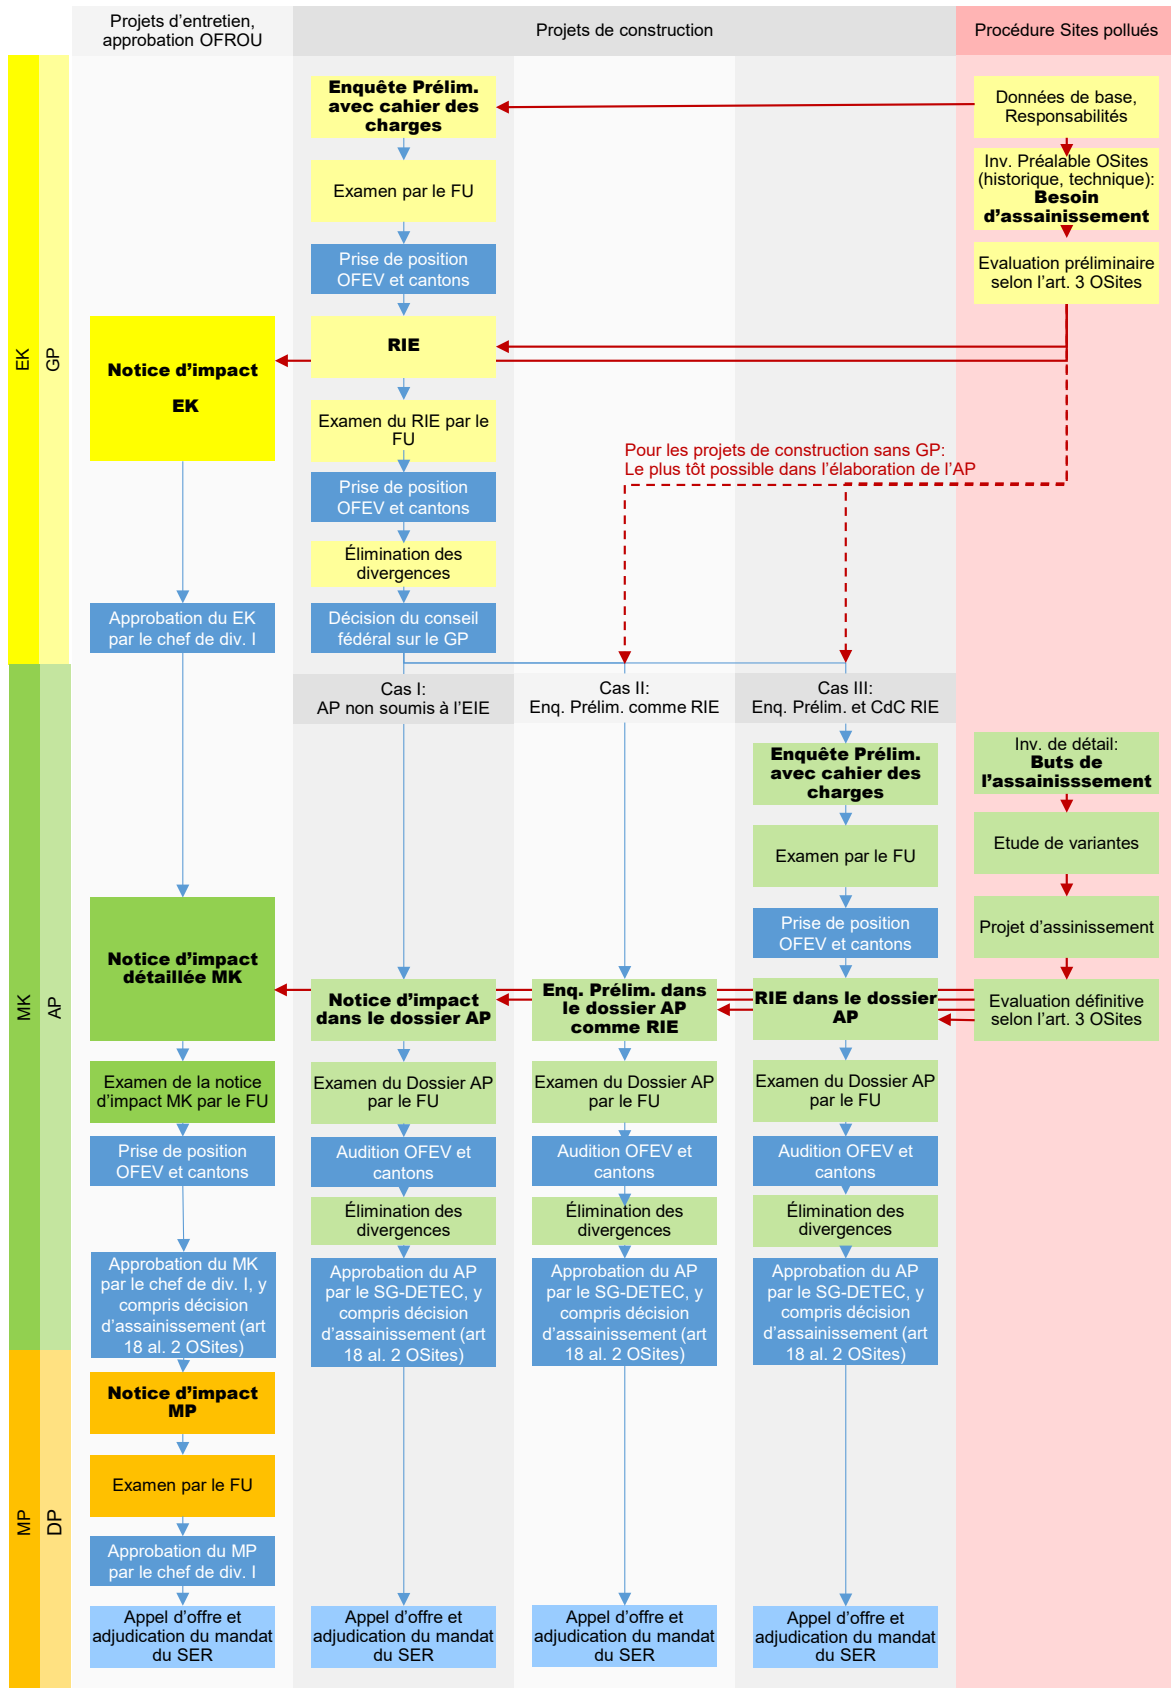 Projets d'entretien,
approbation OFROU
Projets de construction
Procédure Sites pollués
EK
GP
Enquête Prélim.
avec cahier des
charges
Données de base,
Responsabilités
Examen par le FU
Inv. Préalable OSites
(historique, technique):
Besoin
d'assainissement
Prise de position
OFEV et cantons
Evaluation préliminaire
selon l'art. 3 OSites
Notice d'impact
EK
RIE
Examen du RIE par le
FU
Pour les projets de construction sans GP:
Le plus tôt possible dans l'élaboration de l'AP
Prise de position
OFEV et cantons
Élimination des
divergences
Approbation du EK
par le chef de div. I
Décision du conseil
fédéral sur le GP
MK
AP
Cas I:
AP non soumis à l'EIE
Cas II:
Enq. Prélim. comme RIE
Cas III:
Enq. Prélim. et CdC RIE
Enquête Prélim.
avec cahier des
charges
Inv. de détail:
Buts de
l'assainisssement
Examen par le FU
Etude de variantes
Prise de position
OFEV et cantons
Projet d'assinissement
Notice d'impact
détaillée MK
Notice d'impact
dans le dossier AP
Enq. Prélim. dans
le dossier AP
comme RIE
RIE dans le dossier
AP
Evaluation définitive
selon l'art. 3 OSites
Examen de la notice
d'impact MK par le FU
Examen du Dossier AP
par le FU
Examen du Dossier AP
par le FU
Examen du Dossier AP
par le FU
Prise de position
OFEV et cantons
Audition OFEV et
cantons
Audition OFEV et
cantons
Audition OFEV et
cantons
Élimination des
divergences
Élimination des
divergences
Élimination des
divergences
Approbation du MK
par le chef de div. I, y
compris décision
d'assainissement (art
18 al. 2 OSites)
Approbation du AP
par le SG-DETEC, y
compris décision
d'assainissement (art
18 al. 2 OSites)
Approbation du AP
par le SG-DETEC, y
compris décision
d'assainissement (art
18 al. 2 OSites)
Approbation du AP
par le SG-DETEC, y
compris décision
d'assainissement (art
18 al. 2 OSites)
MP
DP
Notice d'impact
MP
Examen par le FU
Approbation du MP
par le chef de div. I
Appel d'offre et
adjudication du mandat
du SER
Appel d'offre et
adjudication du mandat
du SER
Appel d'offre et
adjudication du mandat
du SER
Appel d'offre et
adjudication du mandat
du SER